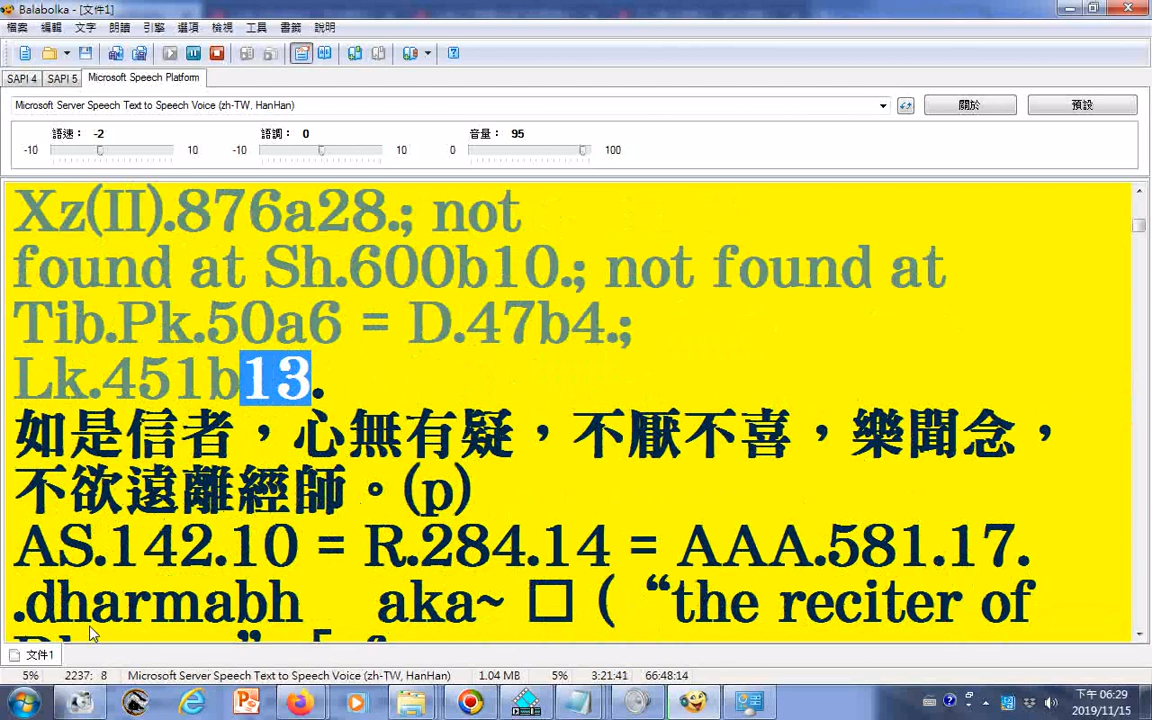 Balabolka - [文件1]
檔案 編輯 文字 朗讀 引擎 選項 檢視 工具 書籤 說明
SAPI 4 SAPI 5 Microsoft Speech Platform
Microsoft Server Speech Text to Speech Voice (zh-TW, HanHan) 關於 預設
語速： -2 語調： 0 音量： 95
-10 10 -10 10 0 100
Xz(II).876a28.; not
found at Sh.600b10.; not found at
Tib.Pk.50a6 = D.47b4.;
Lk.451b13.
如是信者，心無有疑，不厭不喜，樂聞念，
不欲遠離經師。(p)
AS.142.10 = R.284.14 = AAA.581.17.
.dharmabh aka~ □ (“the reciter of
文件1
5% 2237: 8 Microsoft Server Speech Text to Speech Voice (zh-TW, HanHan) 1.04 MB 5% 3:21:41 66:48:14
下午 06:29
2019/11/15